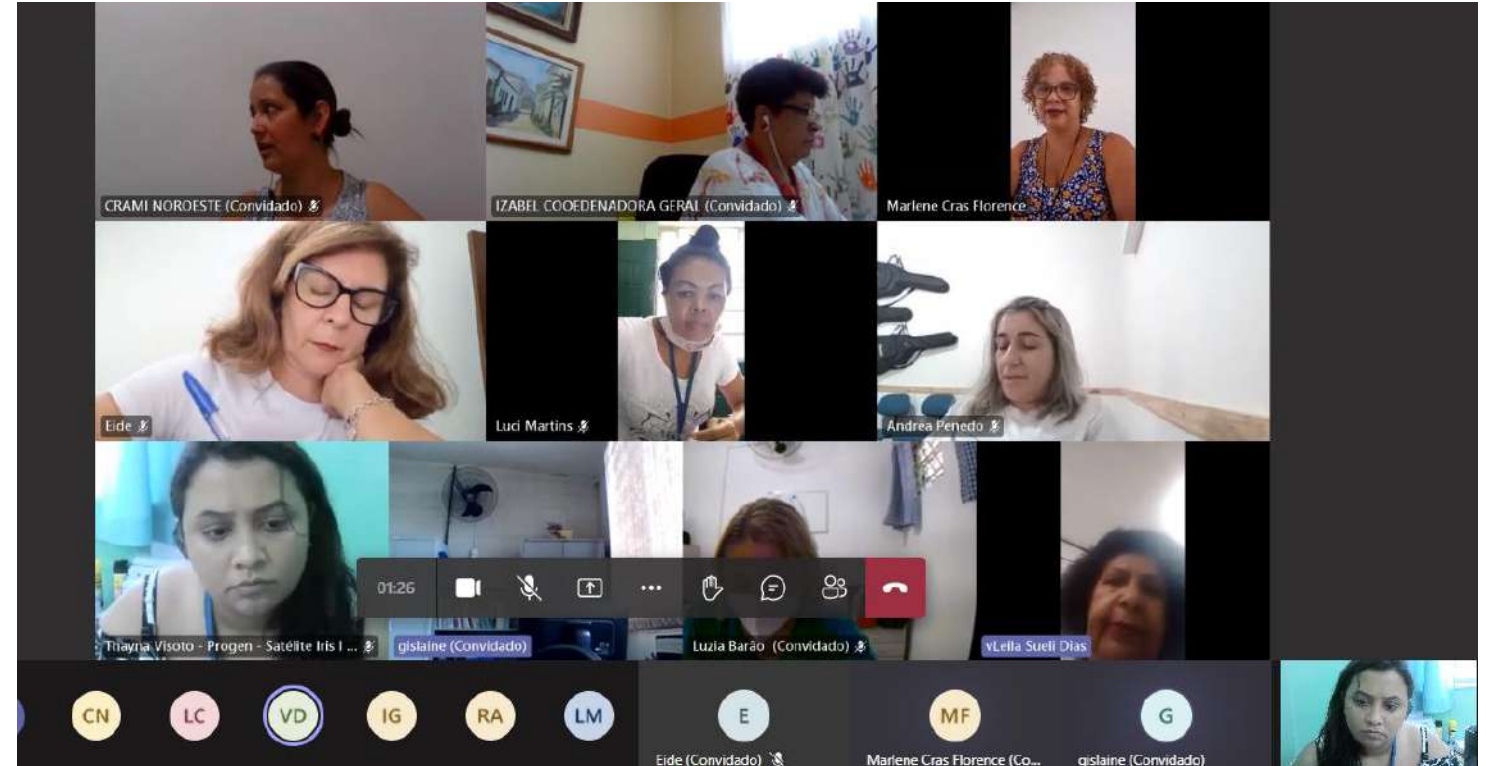 CRAMI NOROESTE (Convidado)
IZABEL COOEDENADORA GERAL (Convidado)
Marlene Cras Florence
Eide
Luci Martins
Andrea Penedo
Thayna Visoto - Progen - Satélite Iris I ...
gislaine (Convidado)
Luzia Barão (Convidado)
vLeila Sueli Dias
01:26
CN
LC
VD
IG
RA
LM
E
MF
G
Eide (Convidado)
Marlene Cras Florence (Co...
gislaine (Convidado)